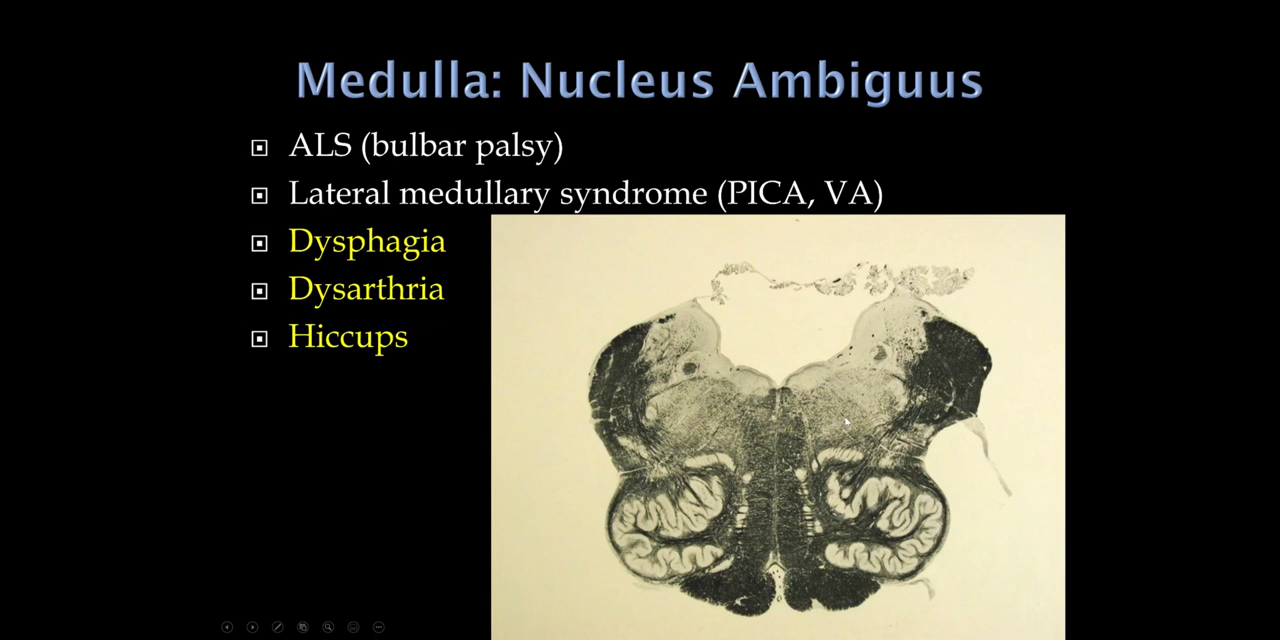 Medulla: Nucleus Ambiguus
ALS (bulbar palsy)
Lateral medullary syndrome (PICA, VA)
Dysphagia
Dysarthria
Hiccups